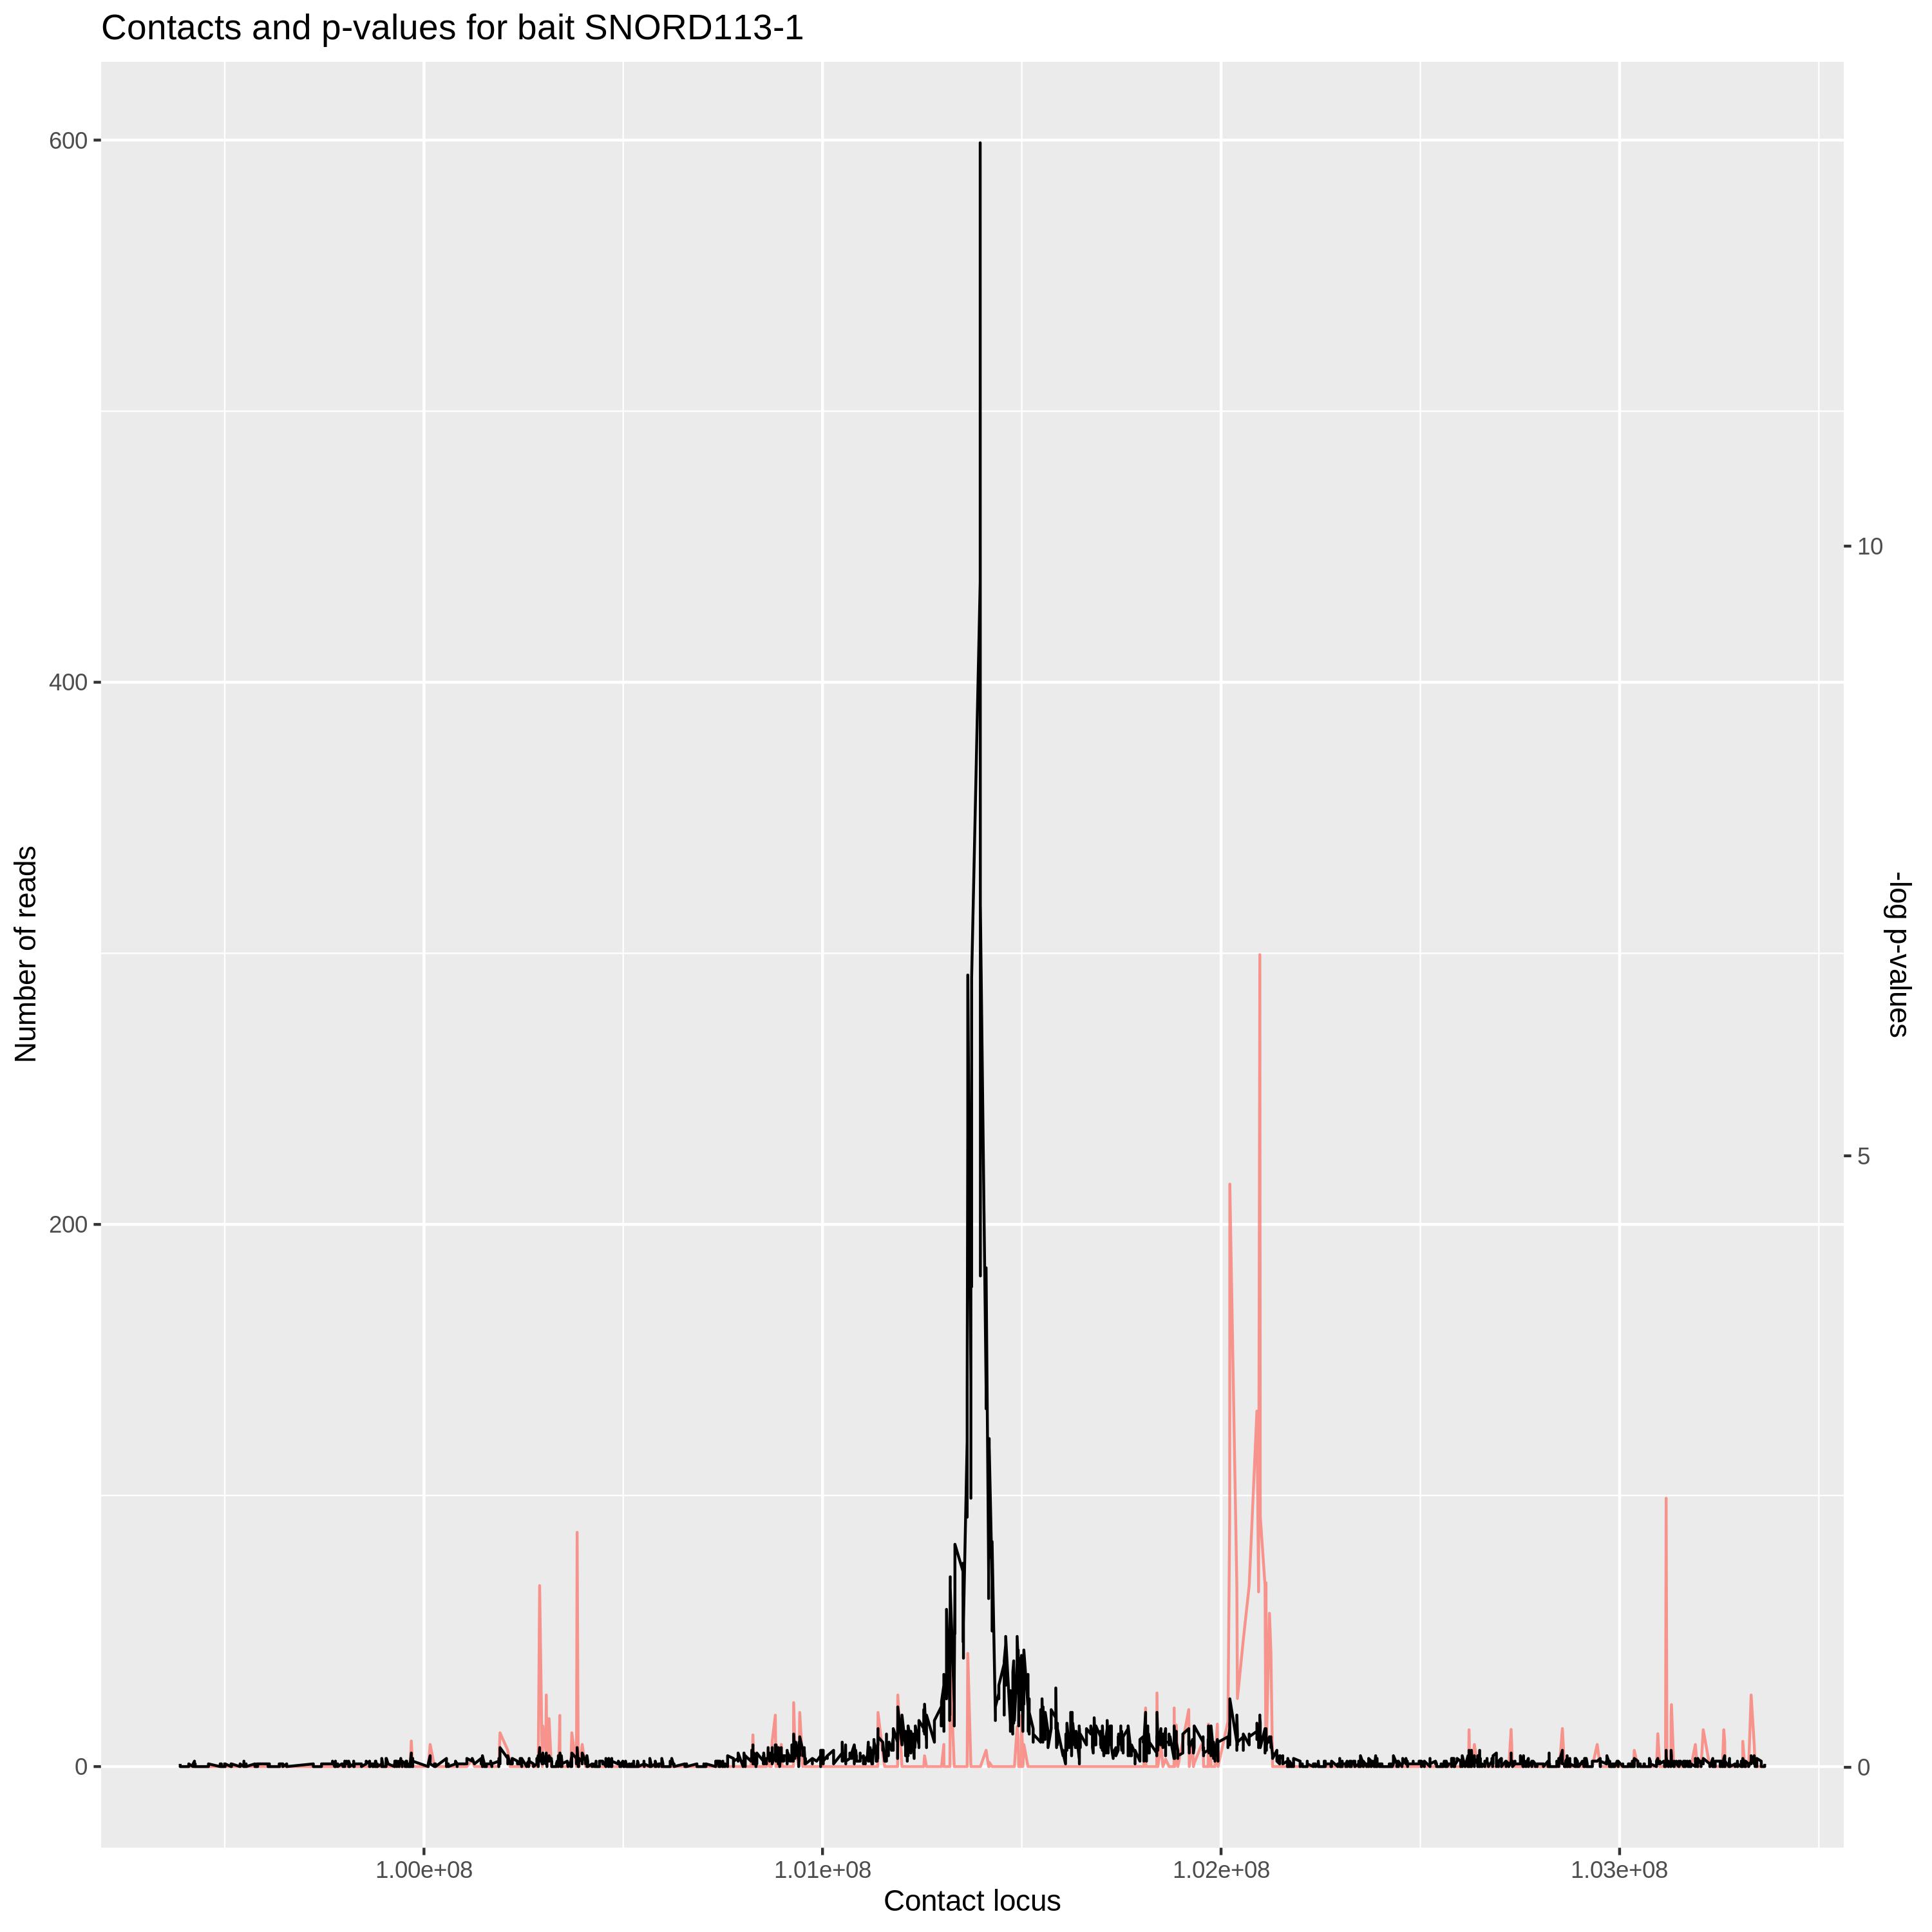 Contacts and p-values for bait SNORD113-1
600
400
200
0
Number of reads
10
5
0
-log p-values
1.00e+08
1.01e+08
1.02e+08
1.03e+08
Contact locus